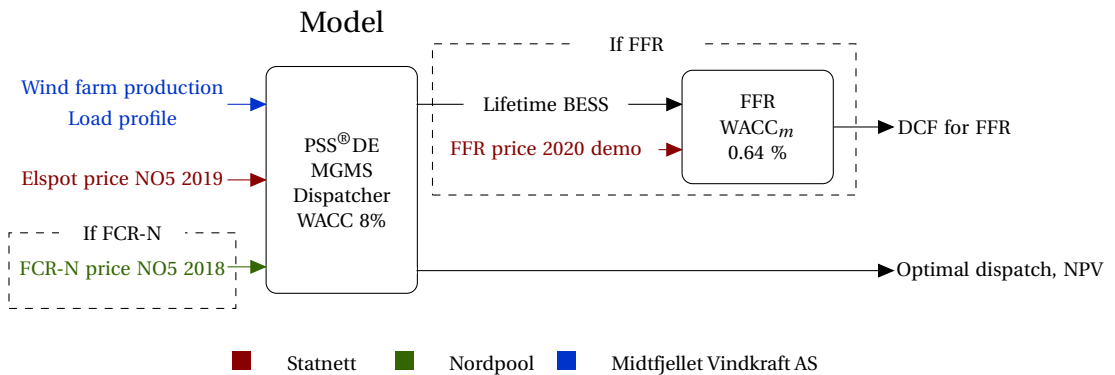 Model
If FFR
Wind farm production
Load profile
Elspot price NO5 2019
If FCR-N
FCR-N price NO5 2018
PSS®DE
MGMS
Dispatcher
WACC 8%
Lifetime BESS
FFR price 2020 demo
FFR
WACCm
0.64 %
DCF for FFR
Optimal dispatch, NPV
Statnett
Nordpool
Midtfjellet Vindkraft AS